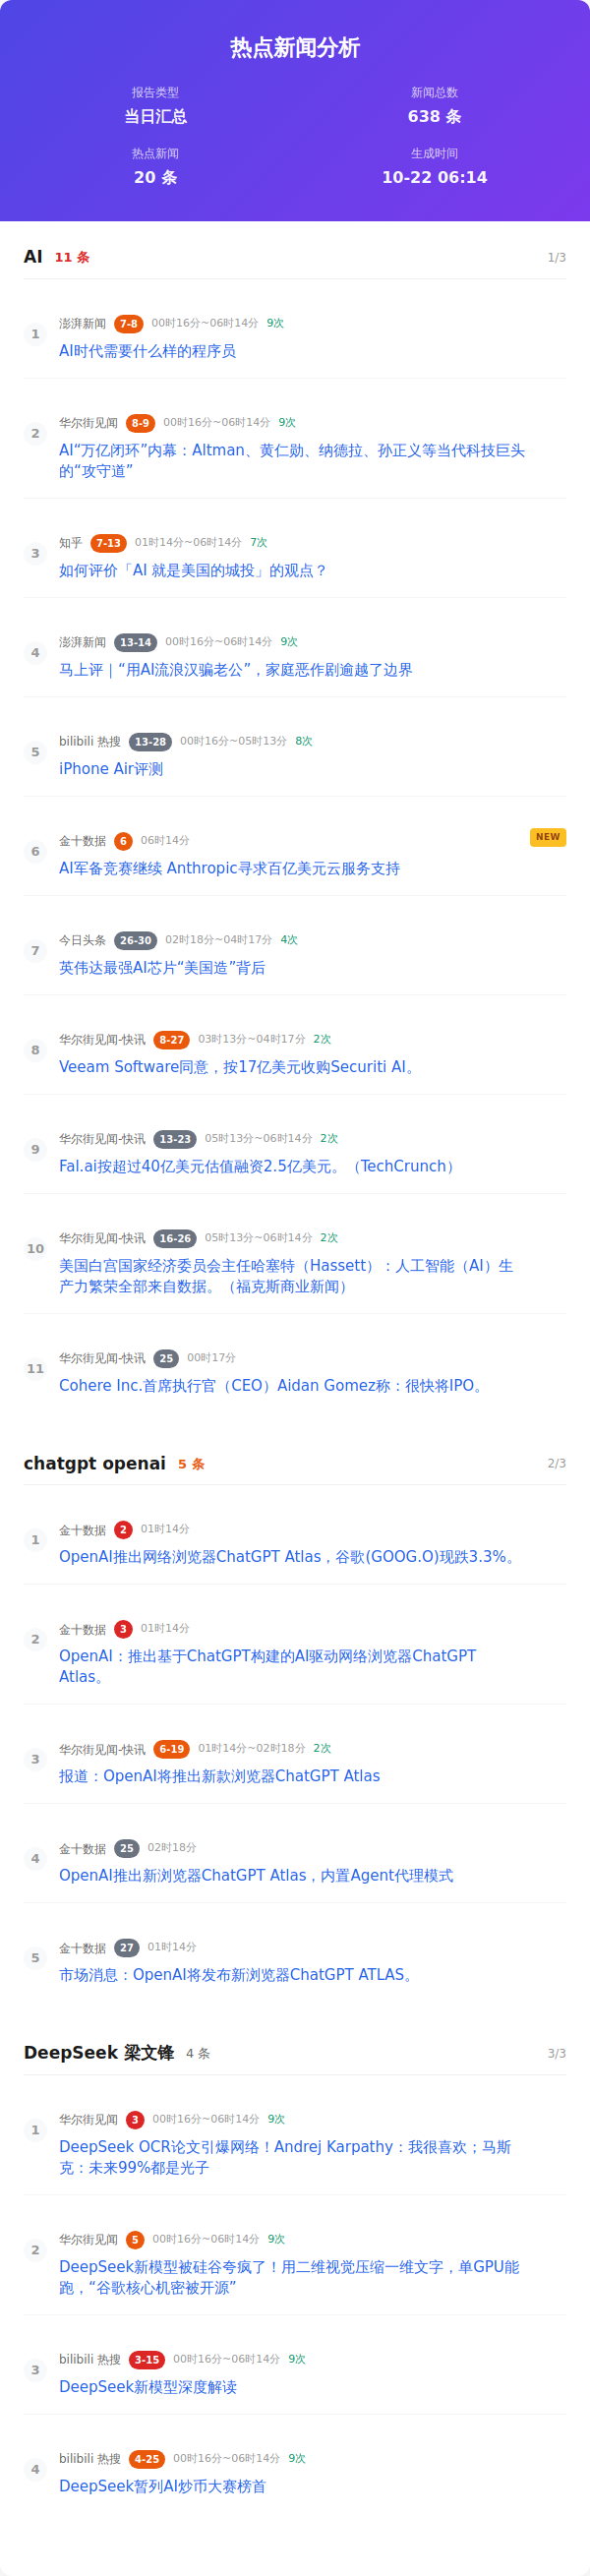 热点新闻分析
报告类型
当日汇总
新闻总数
638 条
热点新闻
20 条
生成时间
10-22 06:14
AI 11 条 1/3
1
澎湃新闻 7-8 00时16分~06时14分 9次
AI时代需要什么样的程序员
2
华尔街见闻 8-9 00时16分~06时14分 9次
AI“万亿闭环”内幕：Altman、黄仁勋、纳德拉、孙正义等当代科技巨头
的“攻守道”
3
知乎 7-13 01时14分~06时14分 7次
如何评价「AI 就是美国的城投」的观点？
4
澎湃新闻 13-14 00时16分~06时14分 9次
马上评｜“用AI流浪汉骗老公”，家庭恶作剧逾越了边界
5
bilibili 热搜 13-28 00时16分~05时13分 8次
iPhone Air评测
6
金十数据 6 06时14分 NEW
AI军备竞赛继续 Anthropic寻求百亿美元云服务支持
7
今日头条 26-30 02时18分~04时17分 4次
英伟达最强AI芯片“美国造”背后
8
华尔街见闻-快讯 8-27 03时13分~04时17分 2次
Veeam Software同意，按17亿美元收购Securiti AI。
9
华尔街见闻-快讯 13-23 05时13分~06时14分 2次
Fal.ai按超过40亿美元估值融资2.5亿美元。（TechCrunch）
10
华尔街见闻-快讯 16-26 05时13分~06时14分 2次
美国白宫国家经济委员会主任哈塞特（Hassett）：人工智能（AI）生
产力繁荣全部来自数据。（福克斯商业新闻）
11
华尔街见闻-快讯 25 00时17分
Cohere Inc.首席执行官（CEO）Aidan Gomez称：很快将IPO。
chatgpt openai 5 条 2/3
1
金十数据 2 01时14分
OpenAI推出网络浏览器ChatGPT Atlas，谷歌(GOOG.O)现跌3.3%。
2
金十数据 3 01时14分
OpenAI：推出基于ChatGPT构建的AI驱动网络浏览器ChatGPT
Atlas。
3
华尔街见闻-快讯 6-19 01时14分~02时18分 2次
报道：OpenAI将推出新款浏览器ChatGPT Atlas
4
金十数据 25 02时18分
OpenAI推出新浏览器ChatGPT Atlas，内置Agent代理模式
5
金十数据 27 01时14分
市场消息：OpenAI将发布新浏览器ChatGPT ATLAS。
DeepSeek 梁文锋 4 条 3/3
1
华尔街见闻 3 00时16分~06时14分 9次
DeepSeek OCR论文引爆网络！Andrej Karpathy：我很喜欢；马斯
克：未来99%都是光子
2
华尔街见闻 5 00时16分~06时14分 9次
DeepSeek新模型被硅谷夸疯了！用二维视觉压缩一维文字，单GPU能
跑，“谷歌核心机密被开源”
3
bilibili 热搜 3-15 00时16分~06时14分 9次
DeepSeek新模型深度解读
4
bilibili 热搜 4-25 00时16分~06时14分 9次
DeepSeek暂列AI炒币大赛榜首